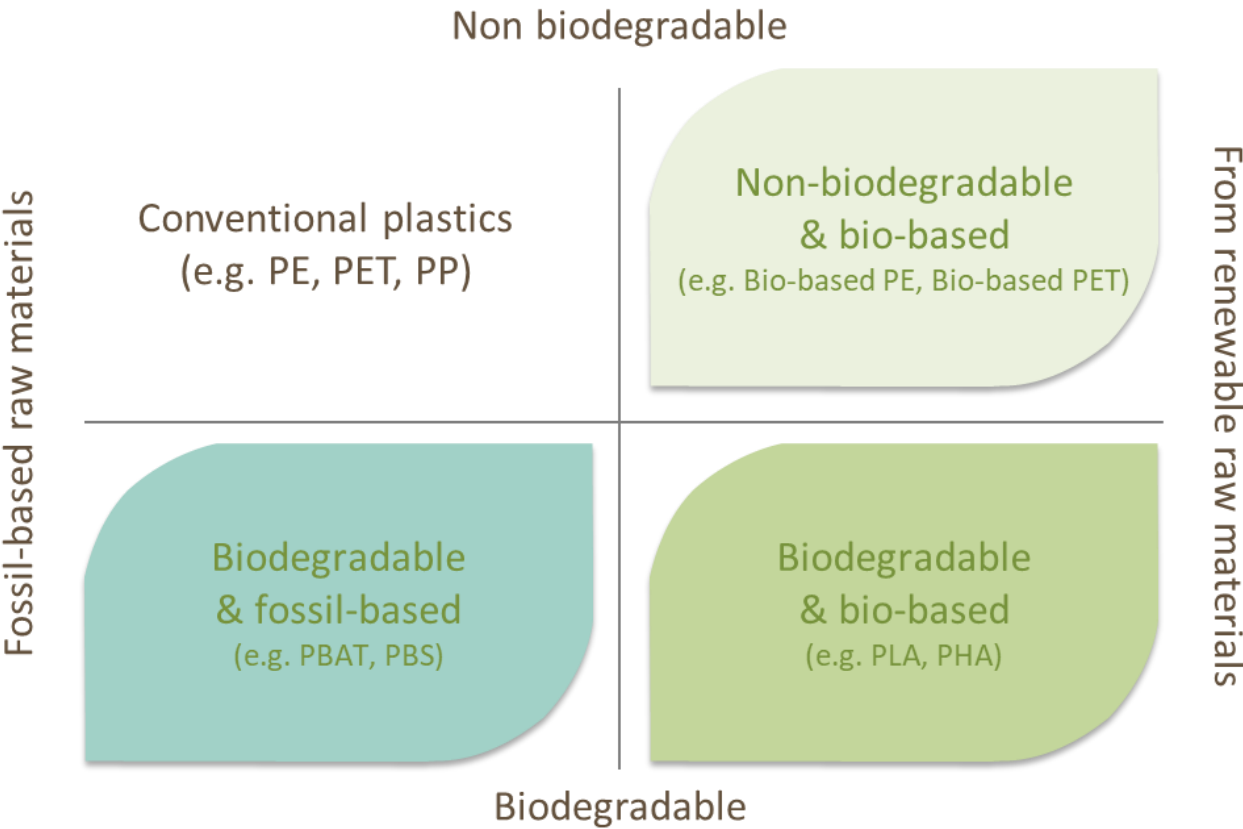 Non biodegradable
Fossil-based raw materials
Conventional plastics
(e.g. PE, PET, PP)
Non-biodegradable
& bio-based
(e.g. Bio-based PE, Bio-based PET)
From renewable raw materials
Biodegradable
& fossil-based
(e.g. PBAT, PBS)
Biodegradable
& bio-based
(e.g. PLA, PHA)
Biodegradable